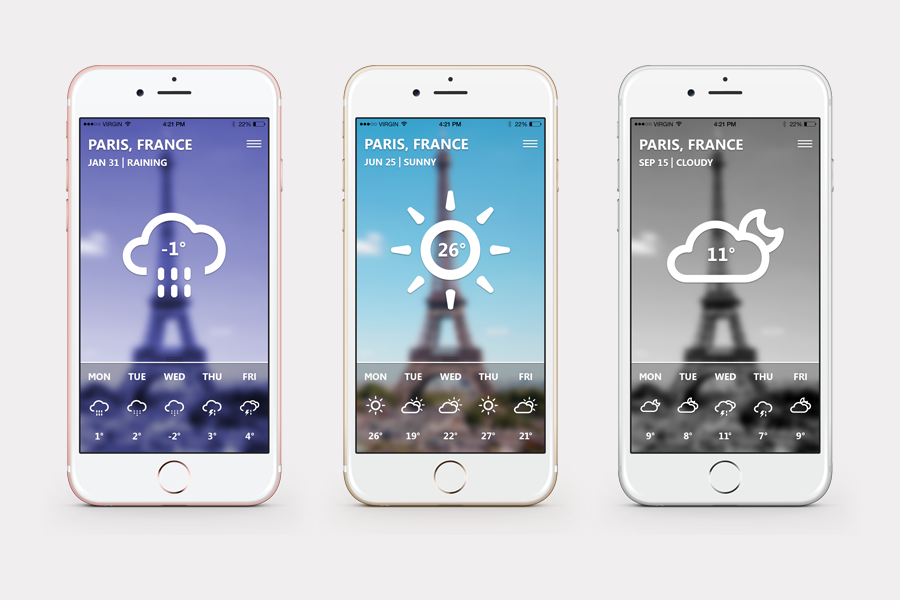 VIRGIN 4:21 PM 22%
PARIS, FRANCE
JAN 31 | RAINING
-1°
MON TUE WED THU FRI
1° 2° -2° 3° 4°
VIRGIN 4:21 PM 22%
PARIS, FRANCE
JUN 25 | SUNNY
26°
MON TUE WED THU FRI
26° 19° 22° 27° 21°
VIRGIN 4:21 PM 22%
PARIS, FRANCE
SEP 15 | CLOUDY
11°
MON TUE WED THU FRI
9° 8° 11° 7° 9°